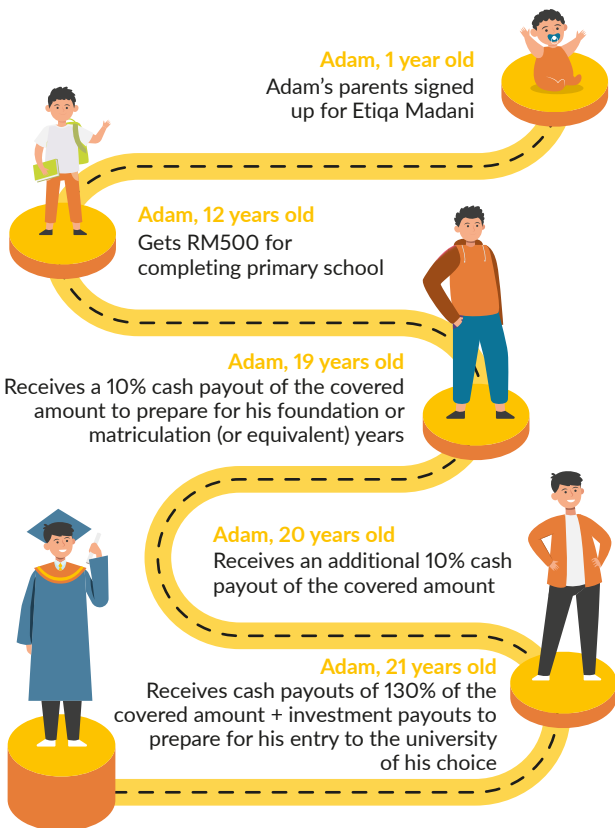 Adam, 1 year old
Adam's parents signed
up for Etiqa Madani
Adam, 12 years old
Gets RM500 for
completing primary school
Adam, 19 years old
Receives a 10% cash payout of the covered
amount to prepare for his foundation or
matriculation (or equivalent) years
Adam, 20 years old
Receives an additional 10% cash
payout of the covered amount
Adam, 21 years old
Receives cash payouts of 130% of the
covered amount + investment payouts to
prepare for his entry to the university
of his choice